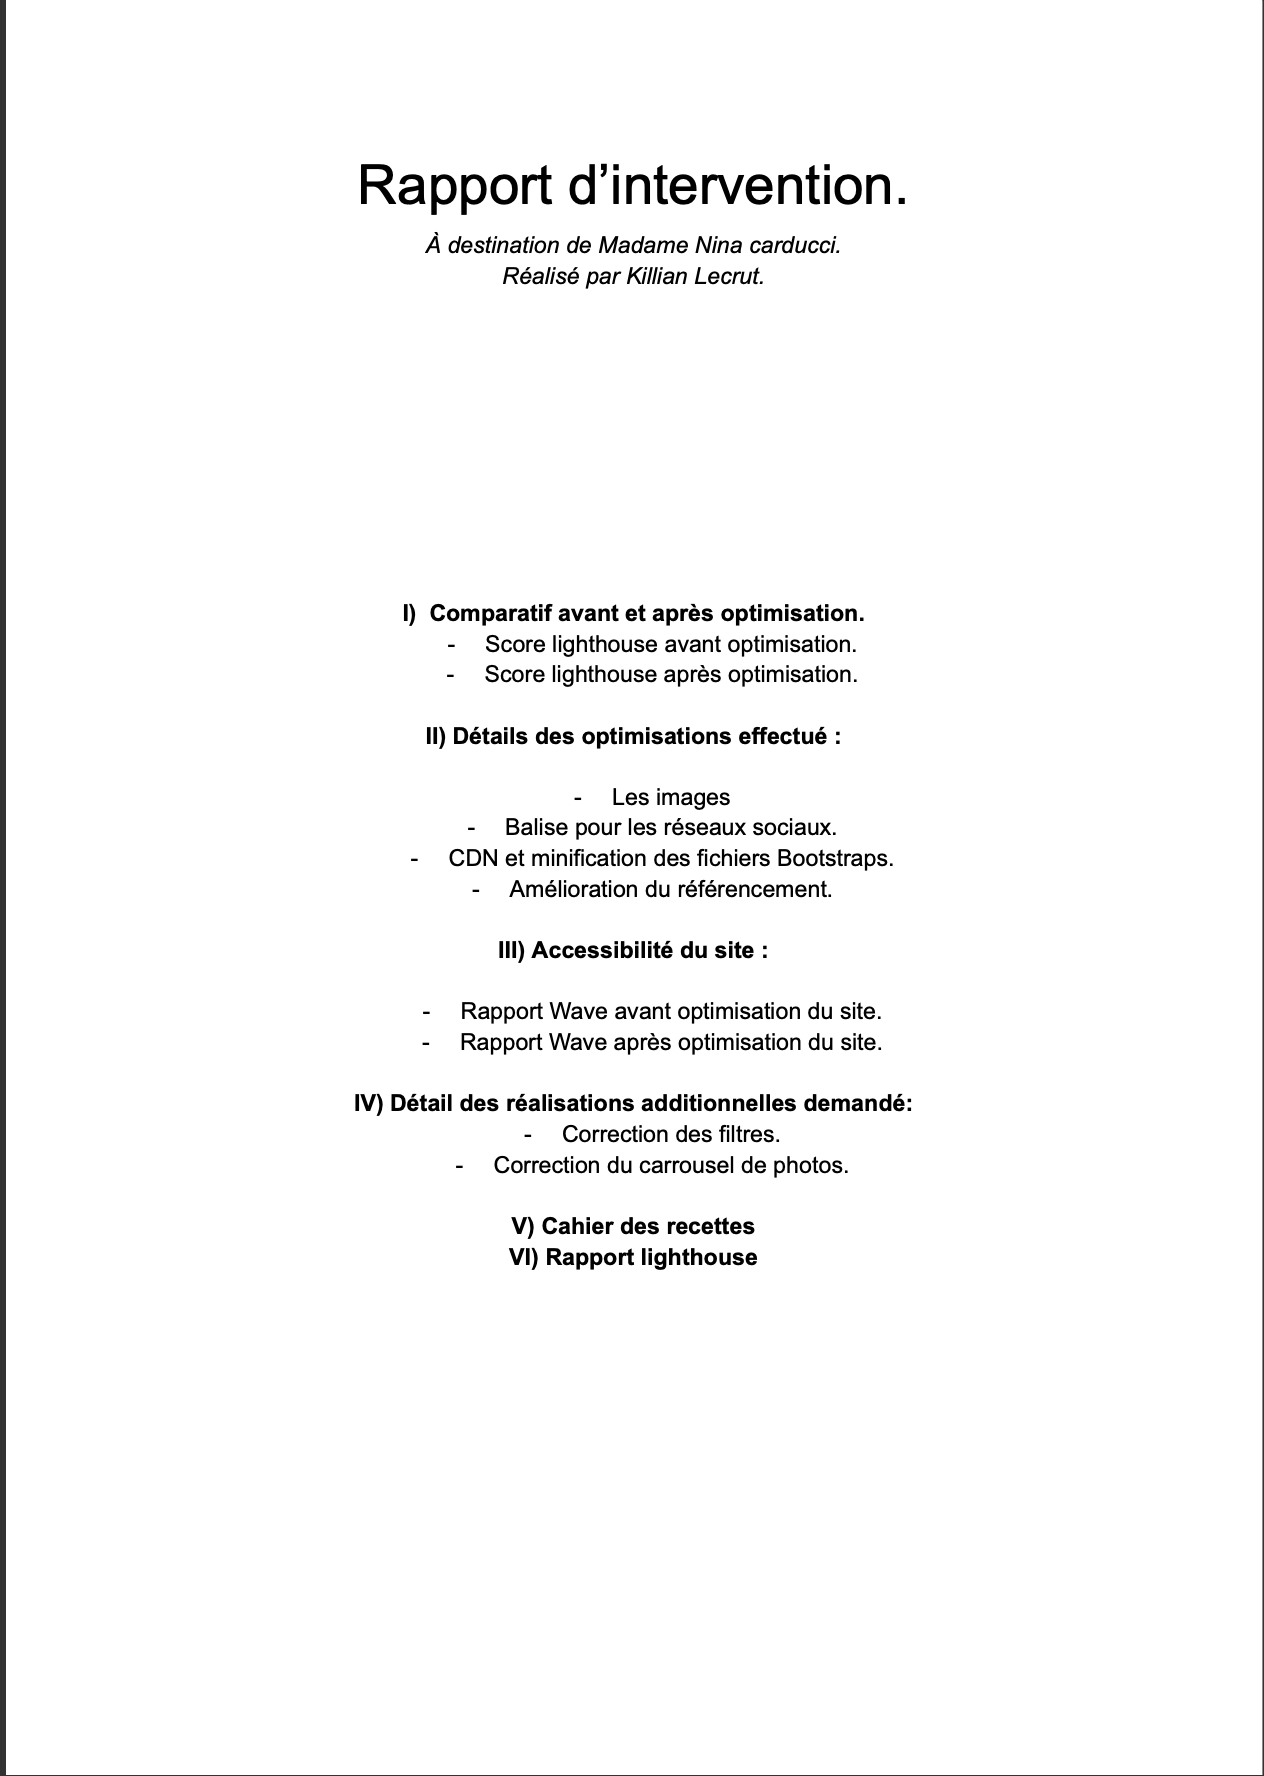 Rapport d’intervention.
À destination de Madame Nina carducci.
Réalisé par Killian Lecrut.
I) Comparatif avant et après optimisation.
- Score lighthouse avant optimisation.
- Score lighthouse après optimisation.
II) Détails des optimisations effectué :
- Les images
- Balise pour les réseaux sociaux.
- CDN et minification des fichiers Bootstraps.
- Amélioration du référencement.
III) Accessibilité du site :
- Rapport Wave avant optimisation du site.
- Rapport Wave après optimisation du site.
IV) Détail des réalisations additionnelles demandé:
- Correction des filtres.
- Correction du carrousel de photos.
V) Cahier des recettes
VI) Rapport lighthouse